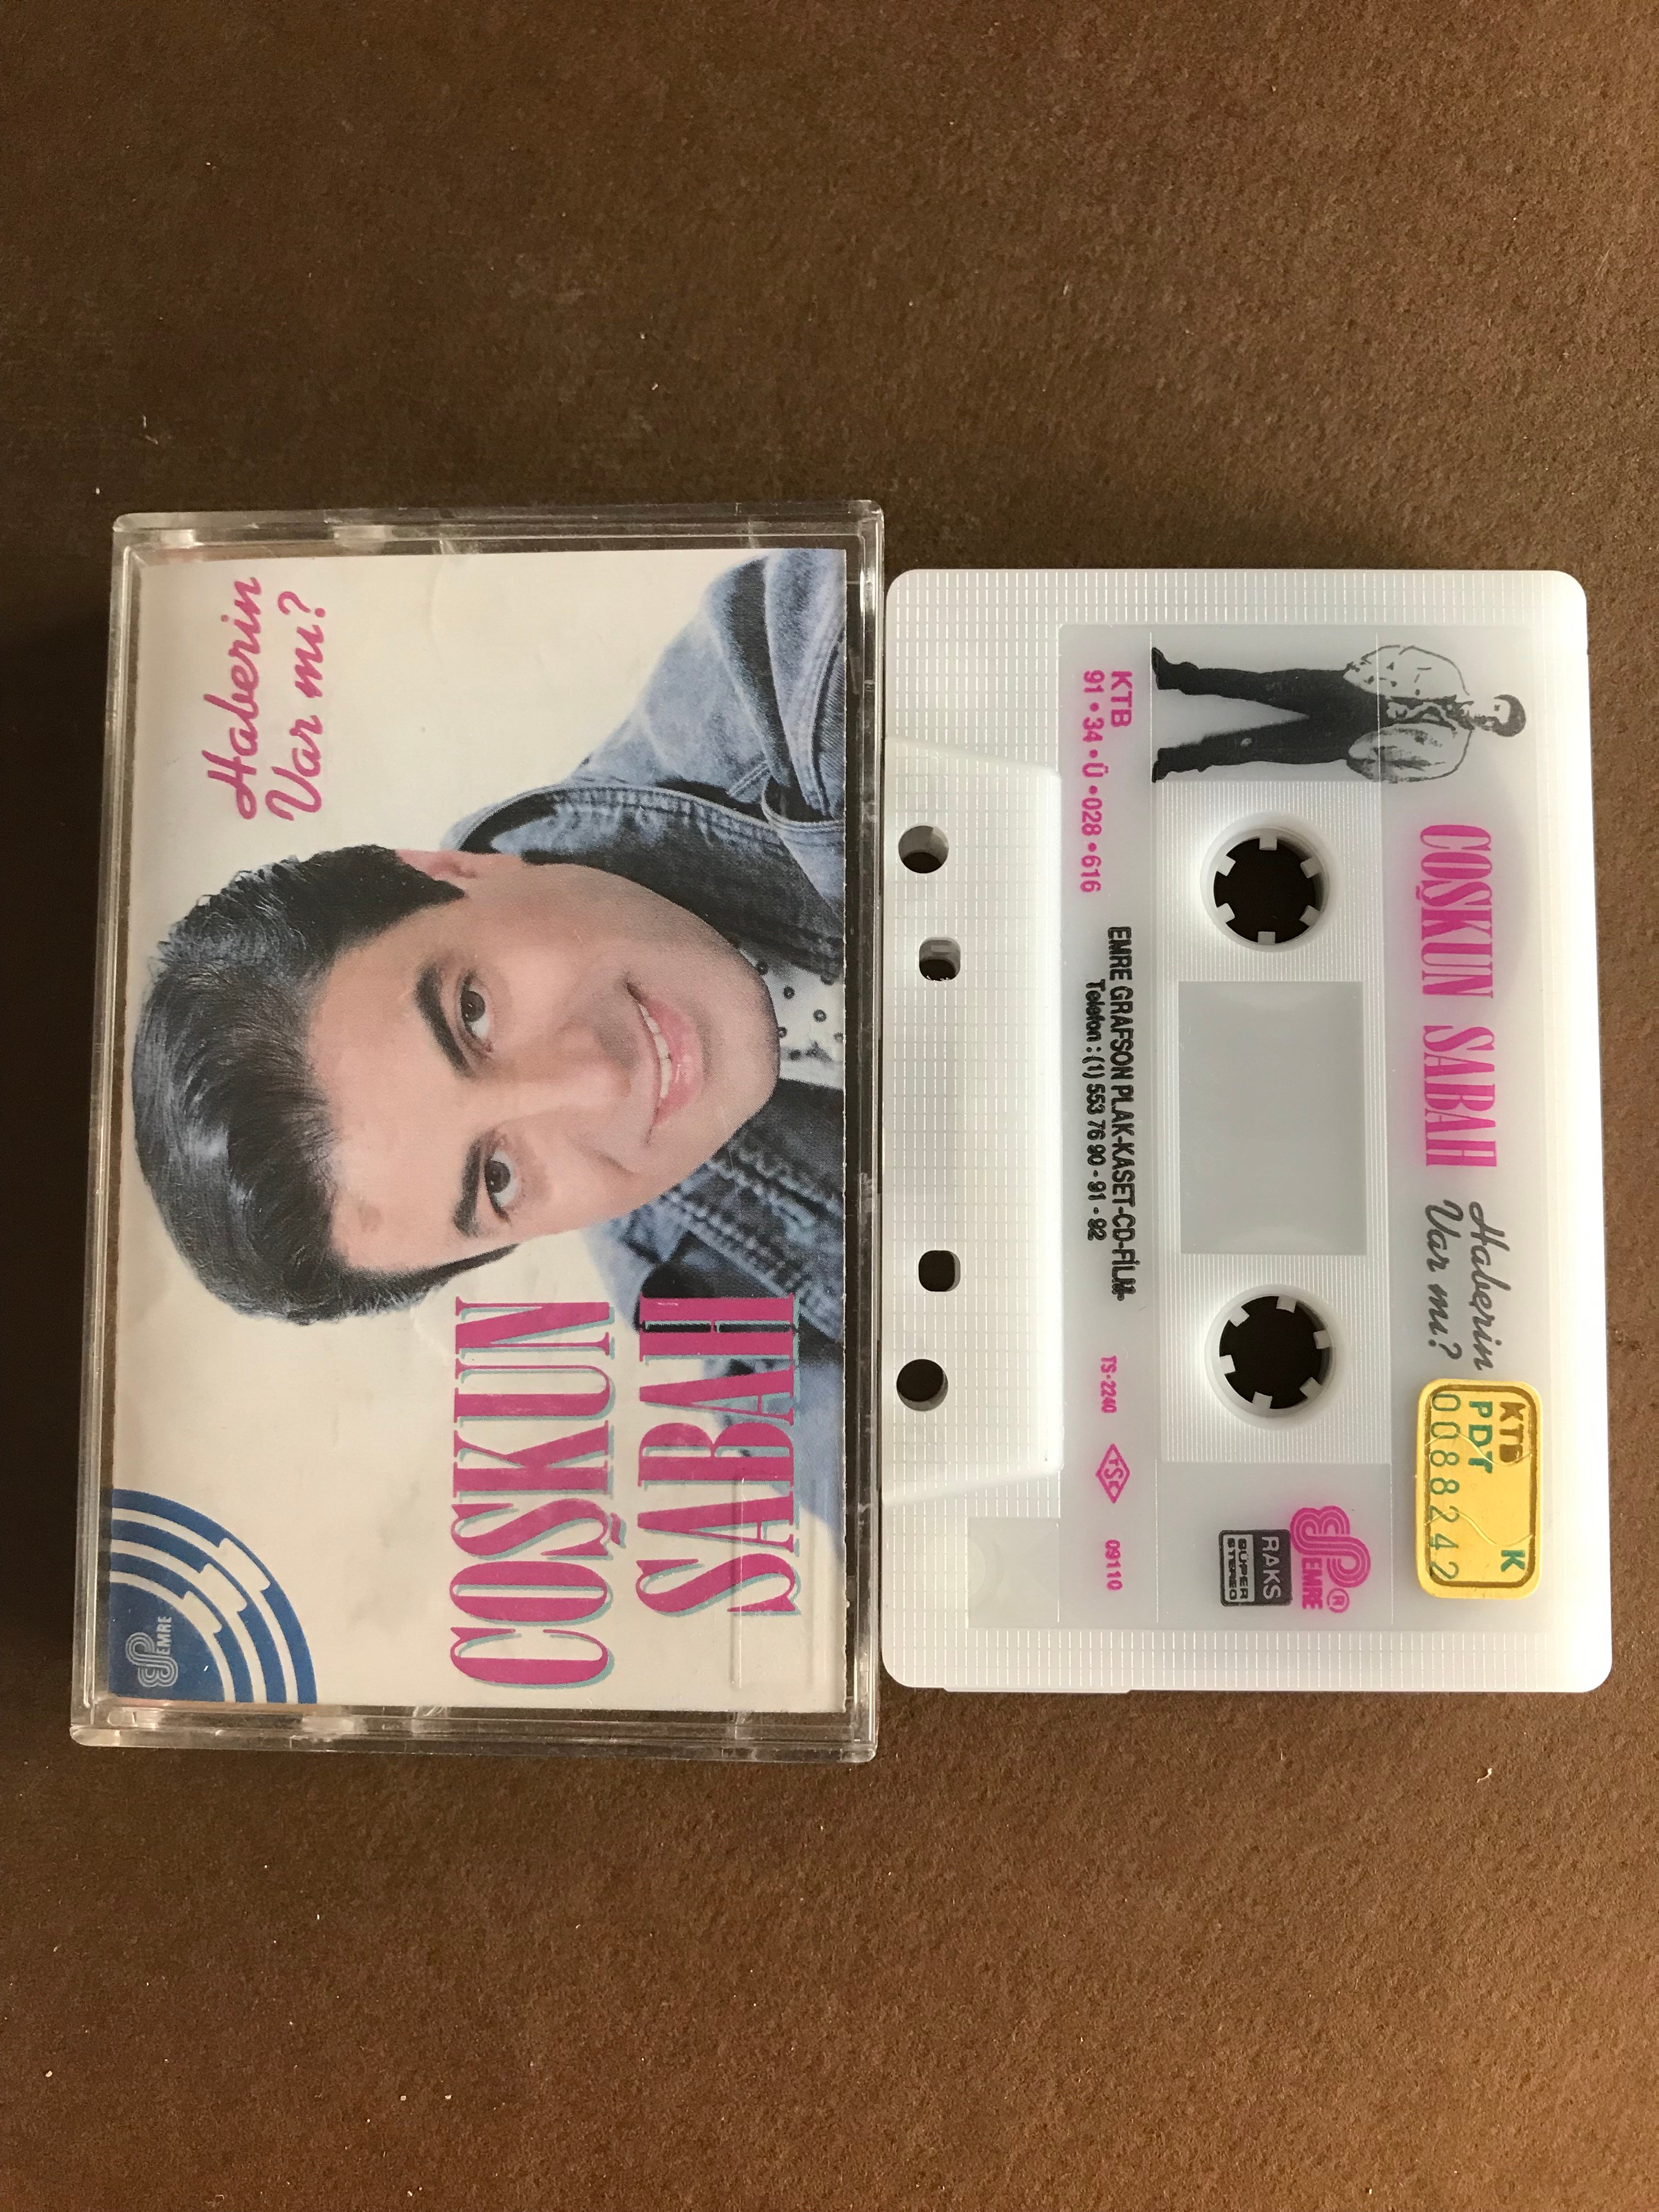 Haberin
Var mı?
COŞKUN
SABAH
EMRE
COŞKUN SABAH
Haberin
Var mı?
KTB
PDT K
0088242
EMRE
RAKS
SÜPER
STEREO
KTB
91•34•Ü•028•616
EMRE GRAFSON PLAK-KASET-CD-FİLM-
Telefon : (1) 553 76 90 - 91 - 92
TS-2240
TSE
09110